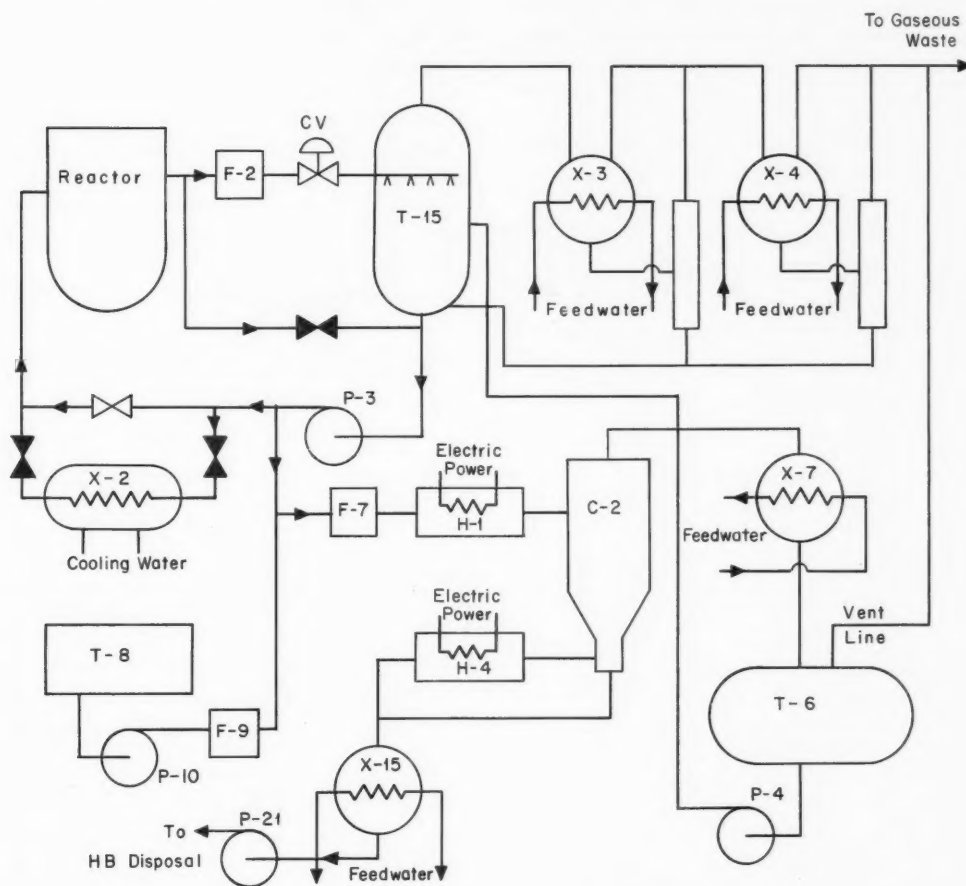 To Gaseous
Waste
CV
Reactor
F-2
T-15
X-3
X-4
Feedwater
Feedwater
P-3
X-2
Cooling Water
Electric
Power
F-7
H-1
C-2
X-7
Feedwater
Electric
Power
H-4
Vent
Line
T-8
T-6
F-9
P-10
X-15
P-4
P-21
To
HB Disposal
Feedwater